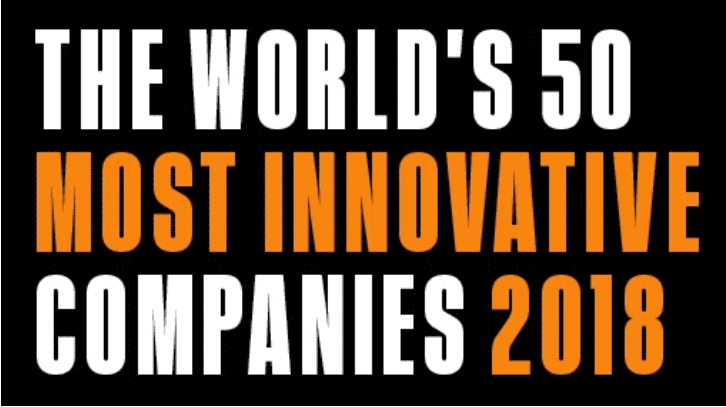 THE WORLD'S 50
MOST INNOVATIVE
COMPANIES 2018